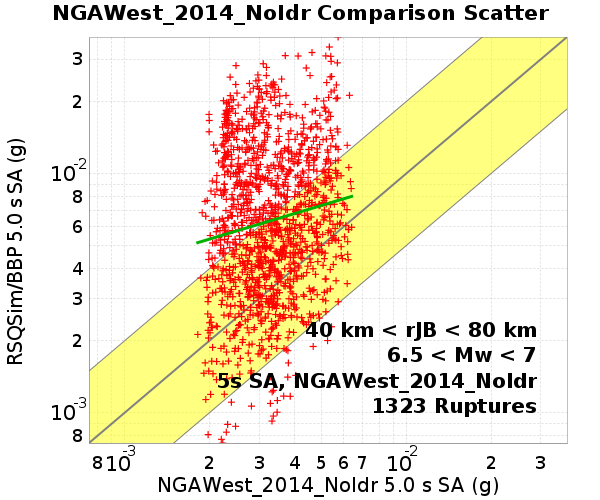 NGAWest_2014_NoIdr Comparison Scatter
RSQSim/BBP 5.0 s SA (g)
3
2
10-2
8
6
4
3
2
10-3
8
40 km < rJB < 80 km
6.5 < Mw < 7
5s SA, NGAWest_2014_NoIdr
1323 Ruptures
8 10-3 2 3 4 5 6 7 10-2 2 3
NGAWest_2014_NoIdr 5.0 s SA (g)